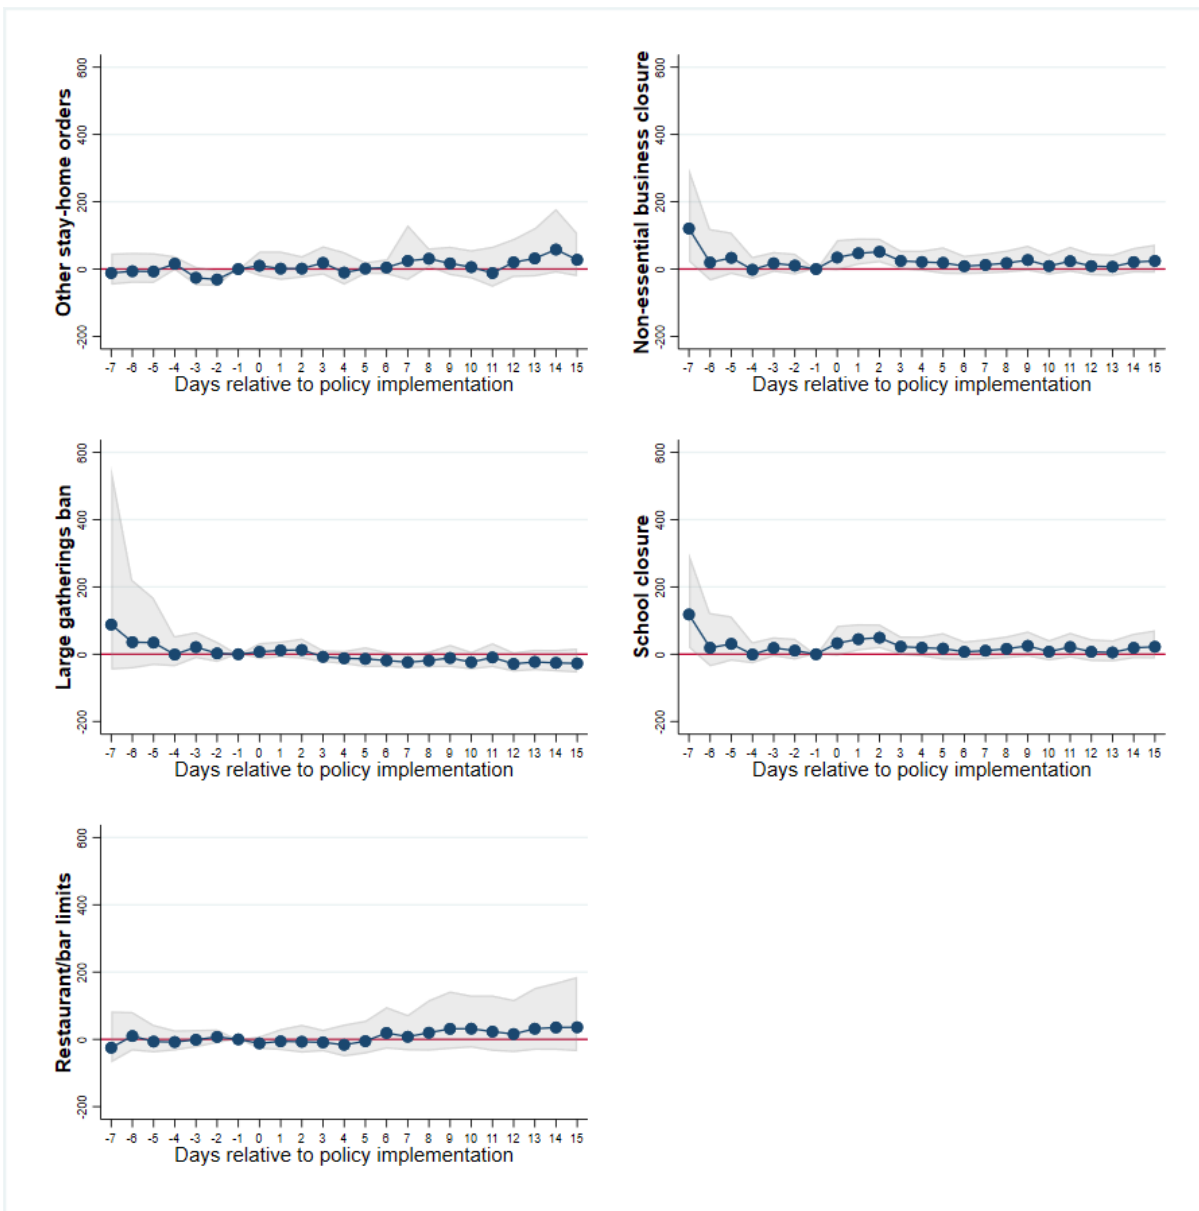 Other stay-home orders
600
400
200
0
-200
-7 -6 -5 -4 -3 -2 -1 0 1 2 3 4 5 6 7 8 9 10 11 12 13 14 15
Days relative to policy implementation
Non-essential business closure
600
400
200
0
-200
-7 -6 -5 -4 -3 -2 -1 0 1 2 3 4 5 6 7 8 9 10 11 12 13 14 15
Days relative to policy implementation
Large gatherings ban
600
400
200
0
-200
-7 -6 -5 -4 -3 -2 -1 0 1 2 3 4 5 6 7 8 9 10 11 12 13 14 15
Days relative to policy implementation
School closure
600
400
200
0
-200
-7 -6 -5 -4 -3 -2 -1 0 1 2 3 4 5 6 7 8 9 10 11 12 13 14 15
Days relative to policy implementation
Restaurant/bar limits
600
400
200
0
-200
-7 -6 -5 -4 -3 -2 -1 0 1 2 3 4 5 6 7 8 9 10 11 12 13 14 15
Days relative to policy implementation